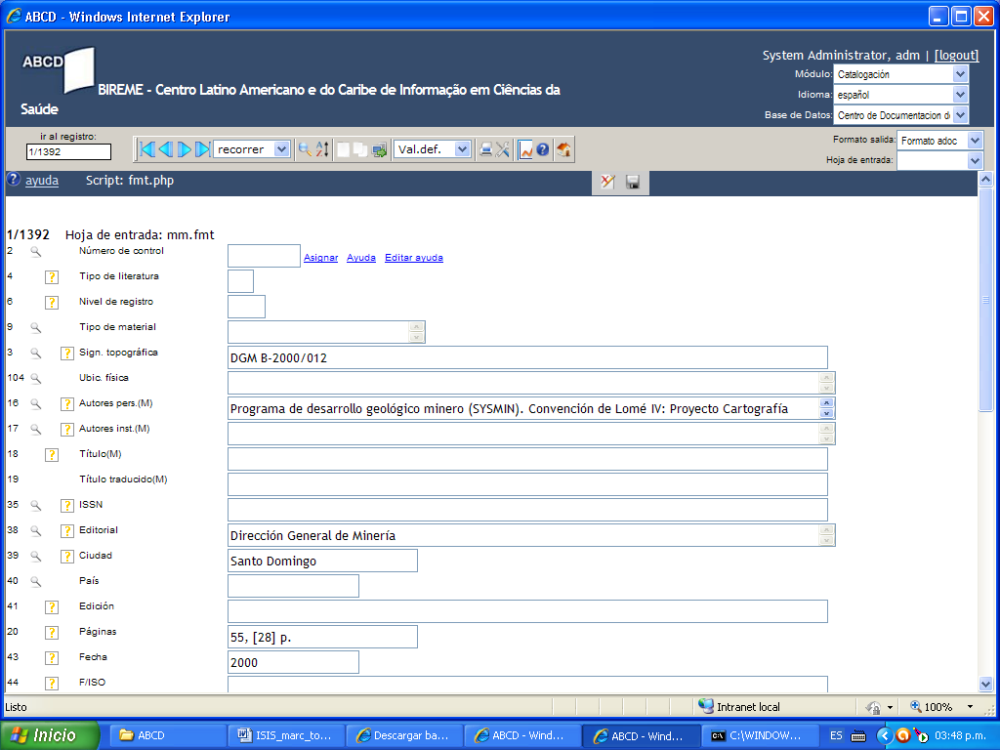 ABCD - Windows Internet Explorer
ABCD
Saúde
BIREME - Centro Latino Americano e do Caribe de Informação em Ciências da
System Administrator, adm | [logout]
Módulo: Catalogación
Idioma: español
Base de Datos: Centro de Documentacion de
ir al registro:
1/1392
recorrer
Val.def.
Formato salida: Formato adoc
Hoja de entrada:
ayuda Script: fmt.php
1/1392 Hoja de entrada: mm.fmt
2 Número de control Asignar Ayuda Editar ayuda
4 ? Tipo de literatura
6 ? Nivel de registro
9 Tipo de material
3 ? Sign. topográfica DGM B-2000/012
104 Ubic. física
16 ? Autores pers.(M) Programa de desarrollo geológico minero (SYSMIN). Convención de Lomé IV: Proyecto Cartografía
17 ? Autores inst.(M)
18 ? Título(M)
19 Título traducido(M)
35 ? ISSN
38 ? Editorial Dirección General de Minería
39 ? Ciudad Santo Domingo
40 País
41 ? Edición
20 ? Páginas 55, [28] p.
43 ? Fecha 2000
44 ? F/ISO
Listo Intranet local 100%
Inicio ABCD ISIS_marc_to... Descargar ba... ABCD - Wind... ABCD - Wind... C:\WINDOW... ES 03:48 p.m.